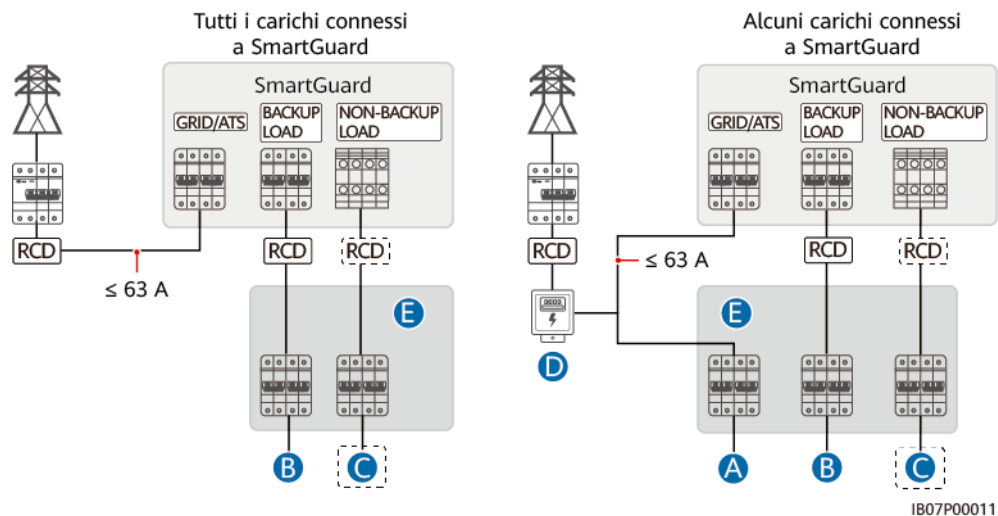 Tutti i carichi connessi
a SmartGuard
SmartGuard
GRID/ATS
BACKUP
LOAD
NON-BACKUP
LOAD
RCD
RCD
RCD
≤ 63 A
E
B
C
Alcuni carichi connessi
a SmartGuard
SmartGuard
GRID/ATS
BACKUP
LOAD
NON-BACKUP
LOAD
RCD
RCD
RCD
≤ 63 A
E
D
A
B
C
IB07P00011